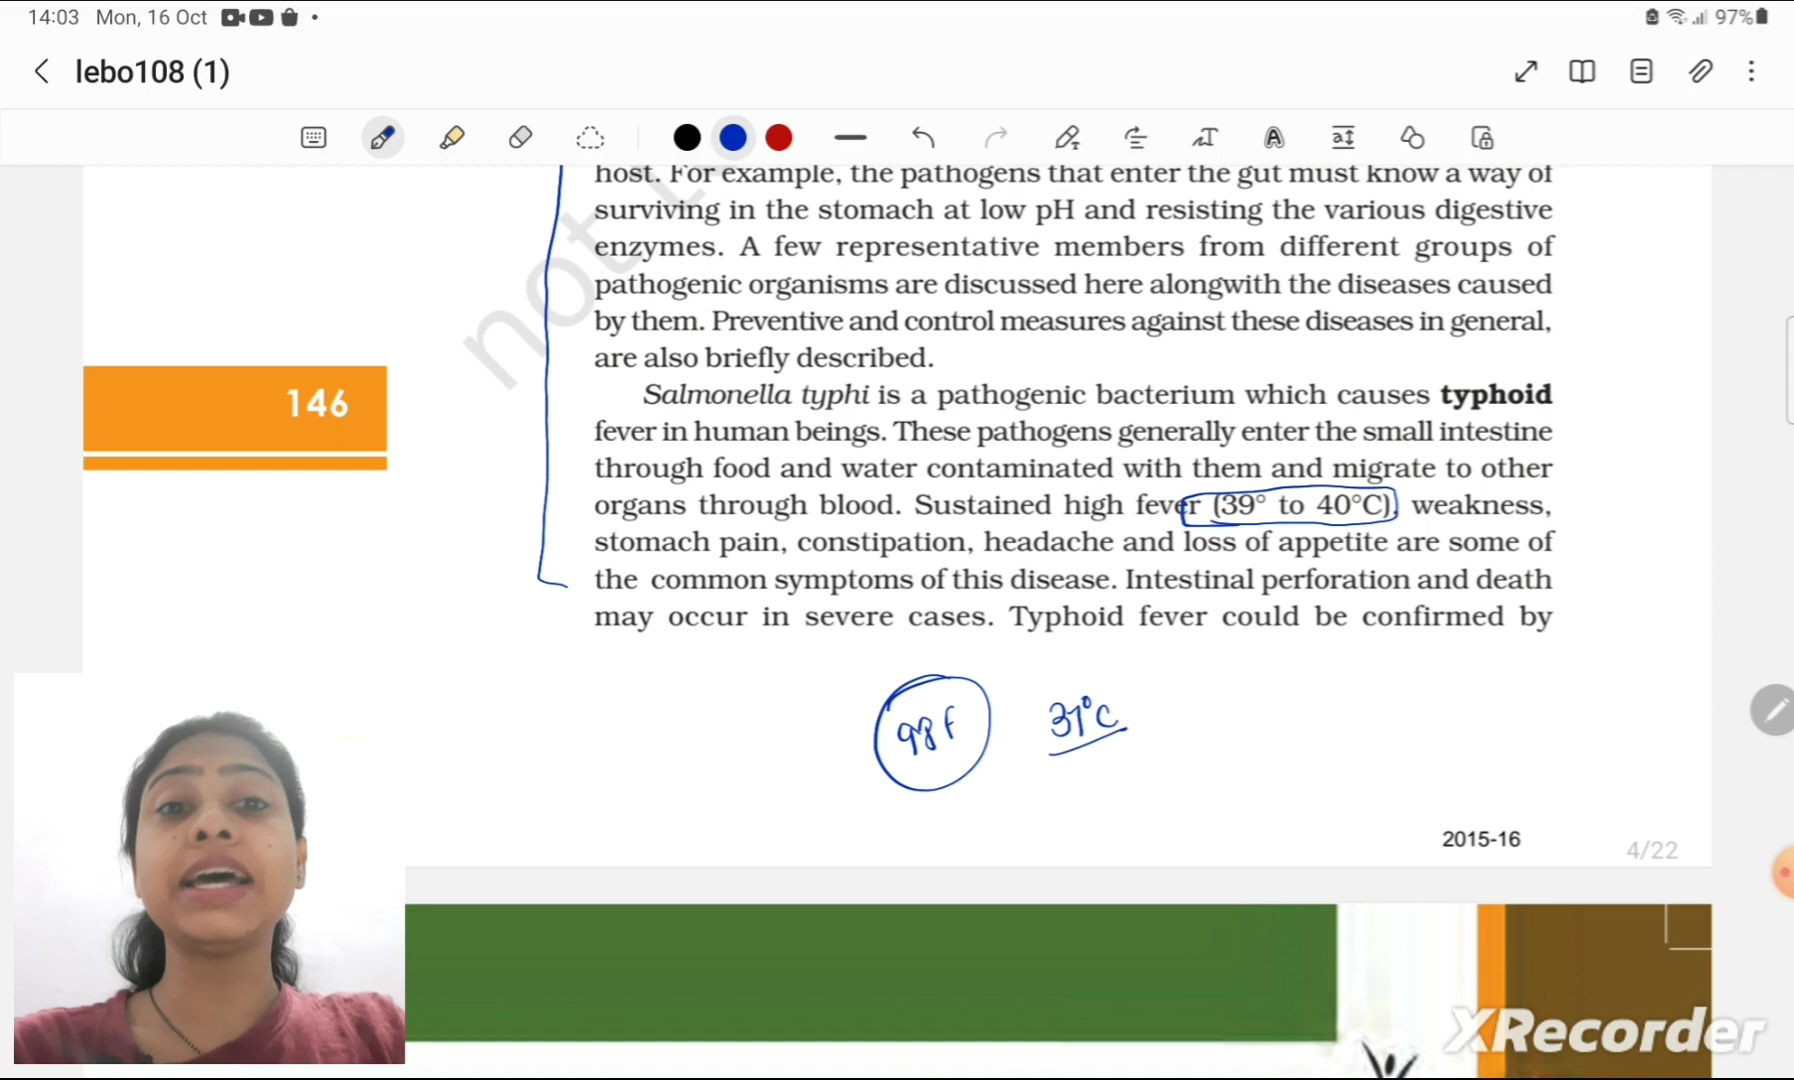 14:03 Mon, 16 Oct
97%
lebo108 (1)
host. For example, the pathogens that enter the gut must know a way of
surviving in the stomach at low pH and resisting the various digestive
enzymes. A few representative members from different groups of
pathogenic organisms are discussed here alongwith the diseases caused
by them. Preventive and control measures against these diseases in general,
are also briefly described.
146
Salmonella typhi is a pathogenic bacterium which causes typhoid
fever in human beings. These pathogens generally enter the small intestine
through food and water contaminated with them and migrate to other
organs through blood. Sustained high fever (39° to 40°C), weakness,
stomach pain, constipation, headache and loss of appetite are some of
the common symptoms of this disease. Intestinal perforation and death
may occur in severe cases. Typhoid fever could be confirmed by
98 F 37°C
2015-16
4/22
not
XRecorder